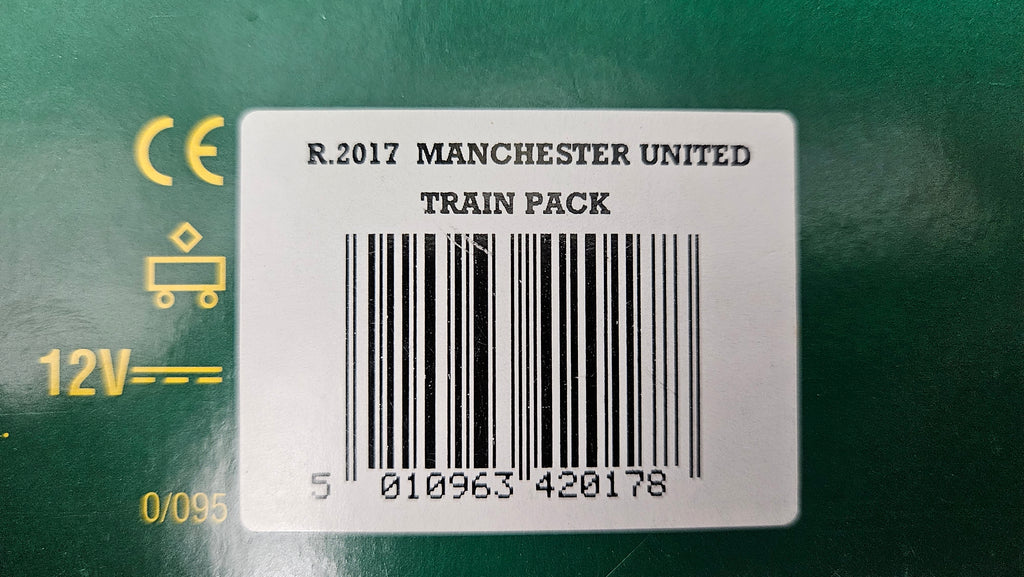 R.2017 MANCHESTER UNITED
TRAIN PACK
CE
12V
0/095
5 010963 420178